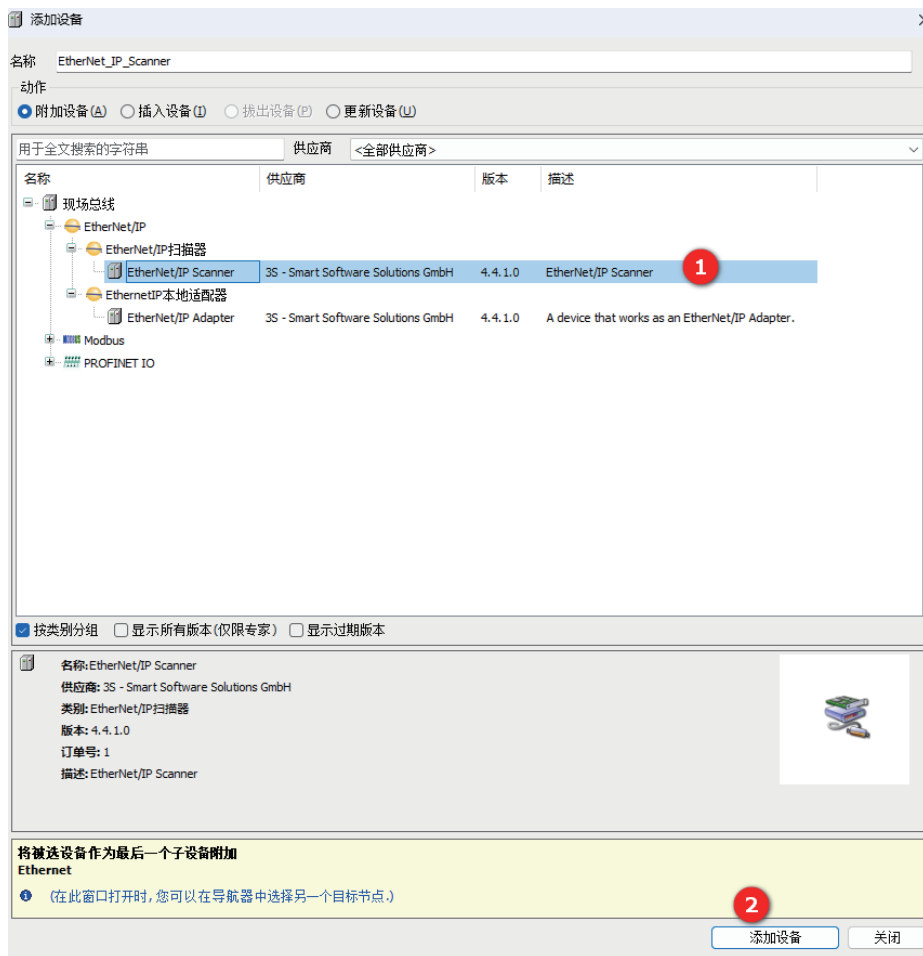 添加设备
名称 EtherNet_IP_Scanner
动作
附加设备(A) 插入设备(I) 拔出设备(P) 更新设备(U)
用于全文搜索的字符串 供应商 <全部供应商>
名称 供应商 版本 描述
现场总线
EtherNet/IP
EtherNet/IP扫描器
EtherNet/IP Scanner 3S - Smart Software Solutions GmbH 4.4.1.0 EtherNet/IP Scanner 1
EthernetIP本地适配器
EtherNet/IP Adapter 3S - Smart Software Solutions GmbH 4.4.1.0 A device that works as an EtherNet/IP Adapter.
Modbus
PROFINET IO
按类别分组 显示所有版本(仅限专家) 显示过期版本
名称:EtherNet/IP Scanner
供应商: 3S - Smart Software Solutions GmbH
类别: EtherNet/IP扫描器
版本: 4.4.1.0
订单号: 1
描述: EtherNet/IP Scanner
将被选设备作为最后一个子设备附加
Ethernet
(在此窗口打开时, 您可以在导航器中选择另一个目标节点.)
2
添加设备 关闭